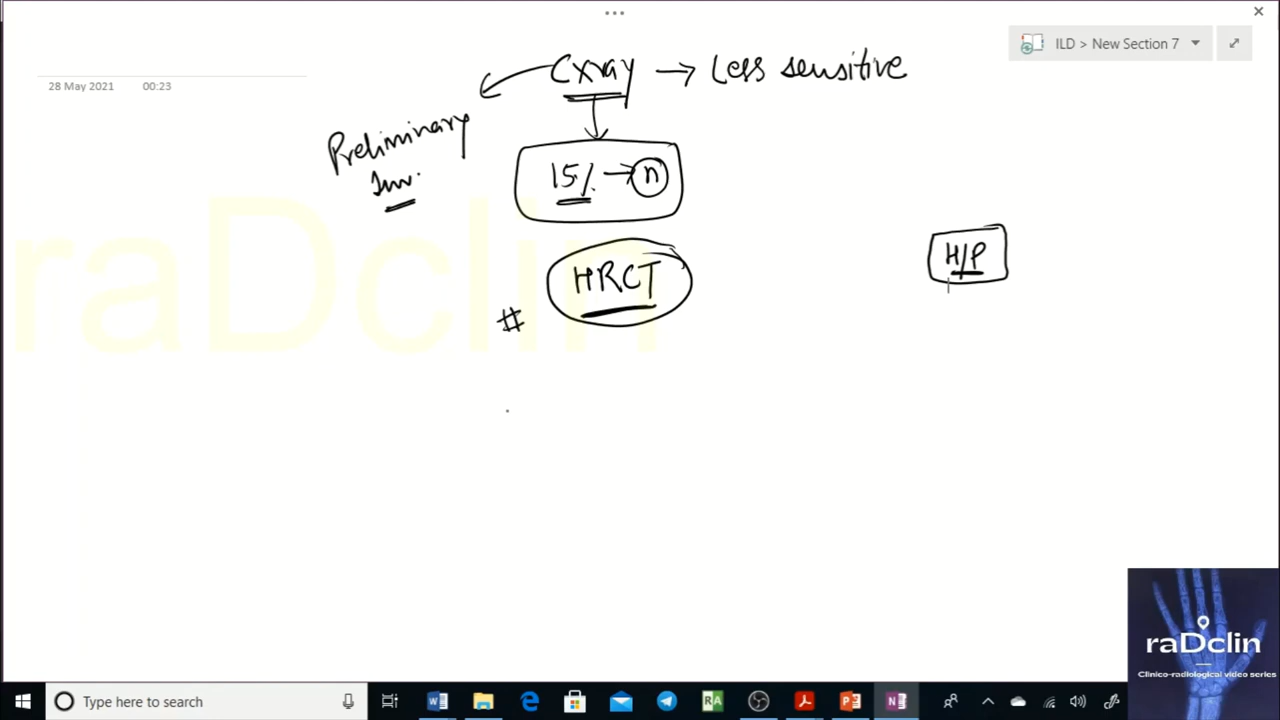 ILD > New Section 7
28 May 2021 00:23
Cxray → Less sensitive
Preliminary
Inv.
15% → n
H/P
HRCT
#
raDclin
raDclin
Clinico-radiological video series
Type here to search